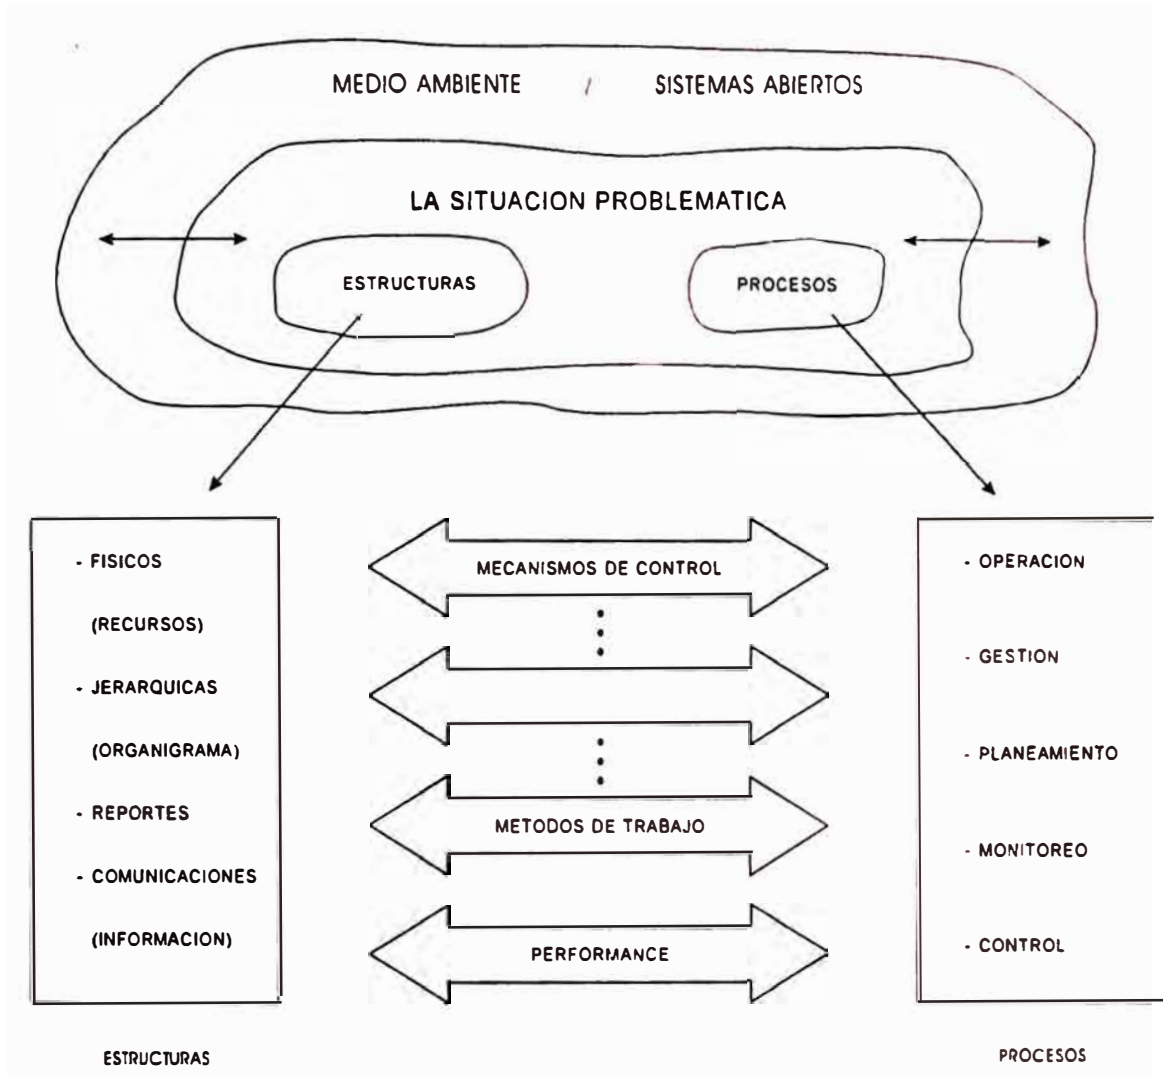 MEDIO AMBIENTE / SISTEMAS ABIERTOS
LA SITUACION PROBLEMATICA
ESTRUCTURAS
PROCESOS
- FISICOS
(RECURSOS)
- JERARQUICAS
(ORGANIGRAMA)
- REPORTES
- COMUNICACIONES
(INFORMACION)
MECANISMOS DE CONTROL
METODOS DE TRABAJO
PERFORMANCE
- OPERACION
- GESTION
- PLANEAMIENTO
- MONITOREO
- CONTROL
ESTRUCTURAS
PROCESOS